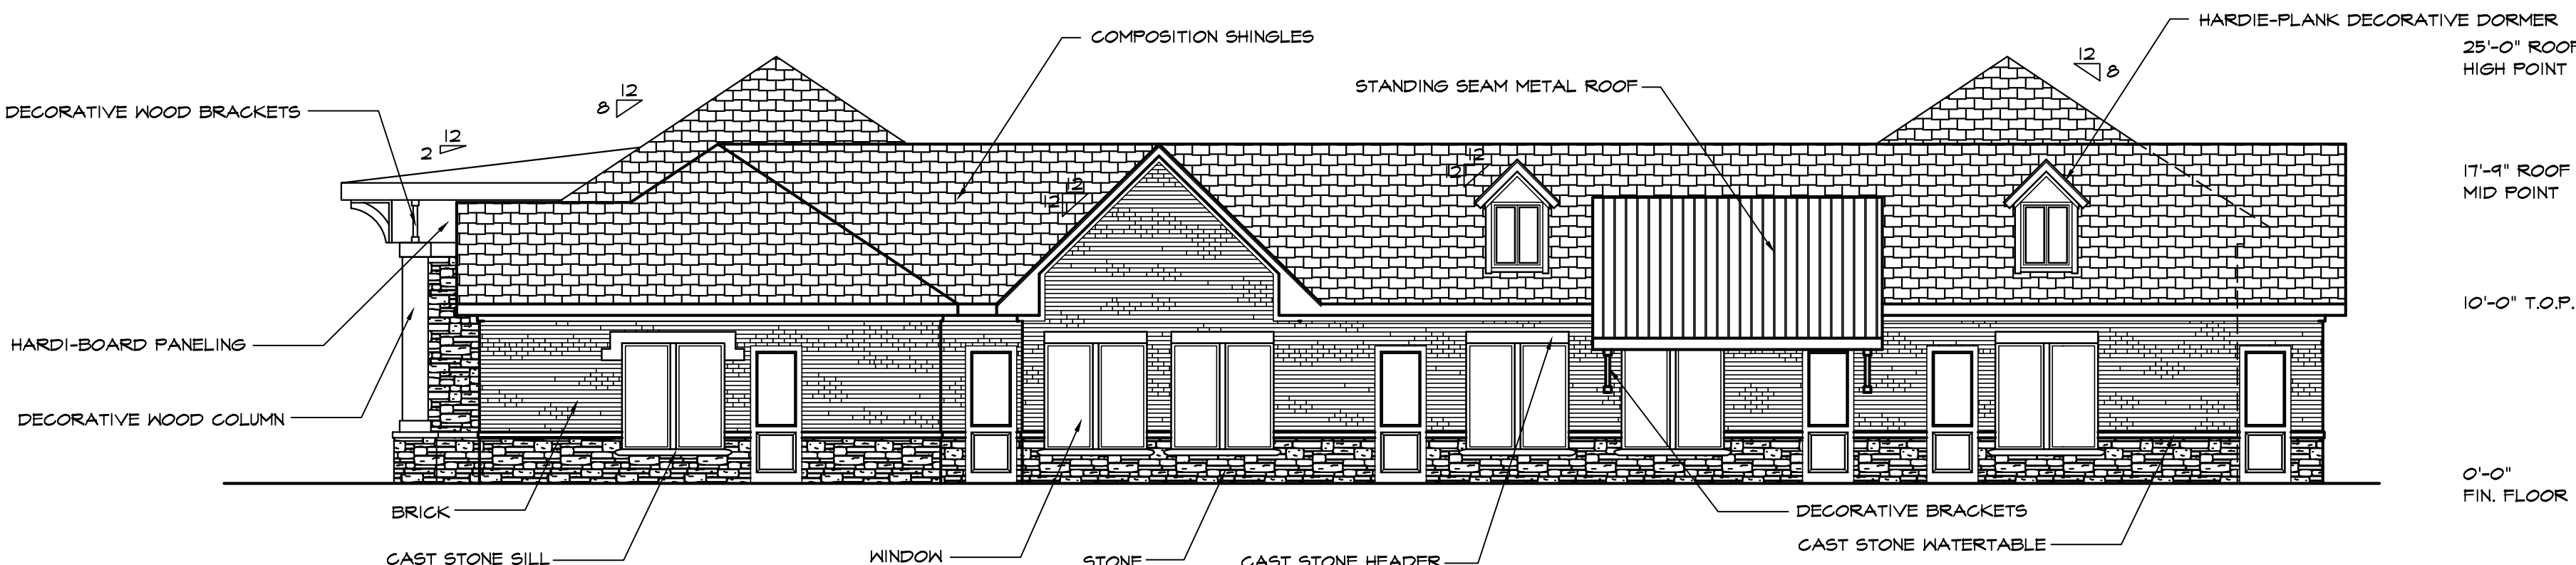 HARDIE-PLANK DECORATIVE DORMER
COMPOSITION SHINGLES
25'-0" ROOF
HIGH POINT
12
8
STANDING SEAM METAL ROOF
12
8
DECORATIVE WOOD BRACKETS
12
2
12
12
17'-9" ROOF
MID POINT
12
12
10'-0" T.O.P.
HARDI-BOARD PANELING
DECORATIVE WOOD COLUMN
0'-0"
FIN. FLOOR
BRICK
DECORATIVE BRACKETS
CAST STONE WATERTABLE
CAST STONE SILL
WINDOW
STONE
CAST STONE HEADER